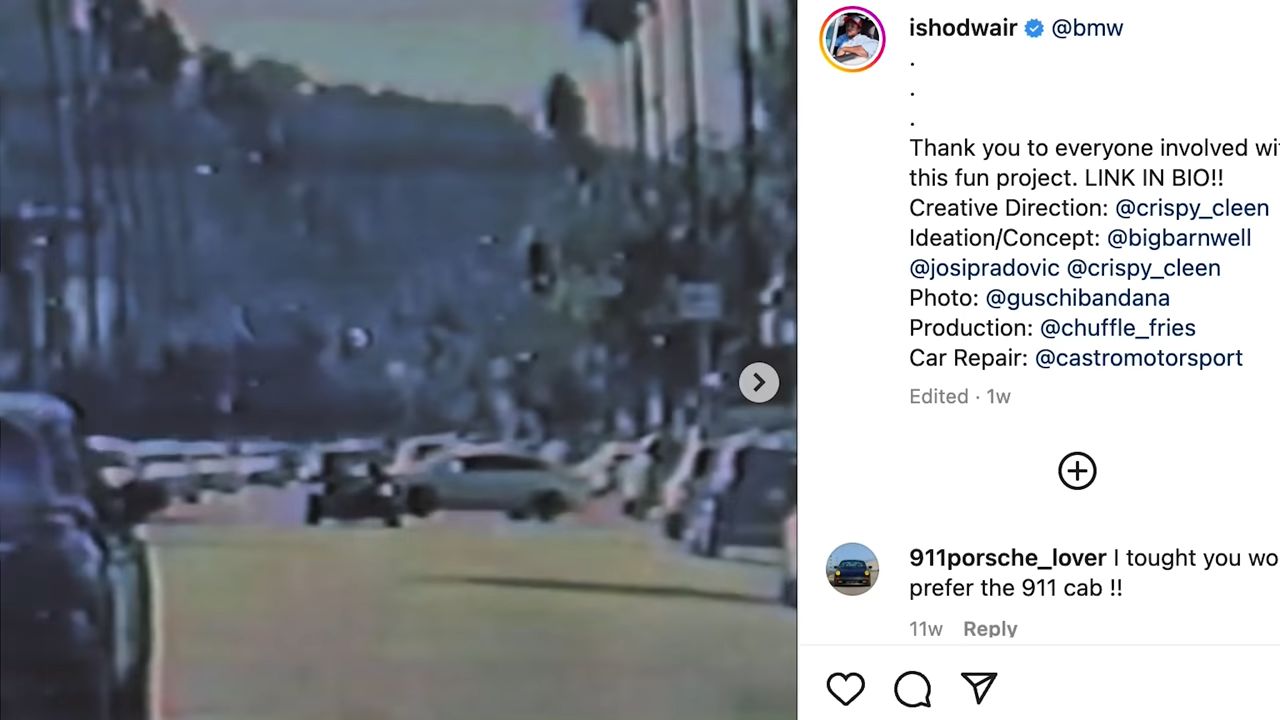 ishodwair @bmw
.
.
.
Thank you to everyone involved wi
this fun project. LINK IN BIO!!
Creative Direction: @crispy_cleen
Ideation/Concept: @bigbarnwell
@josipradovic @crispy_cleen
Photo: @guschibandana
Production: @chuffle_fries
Car Repair: @castromotorsport
Edited · 1w
911porsche_lover I tought you wo
prefer the 911 cab !!
11w Reply